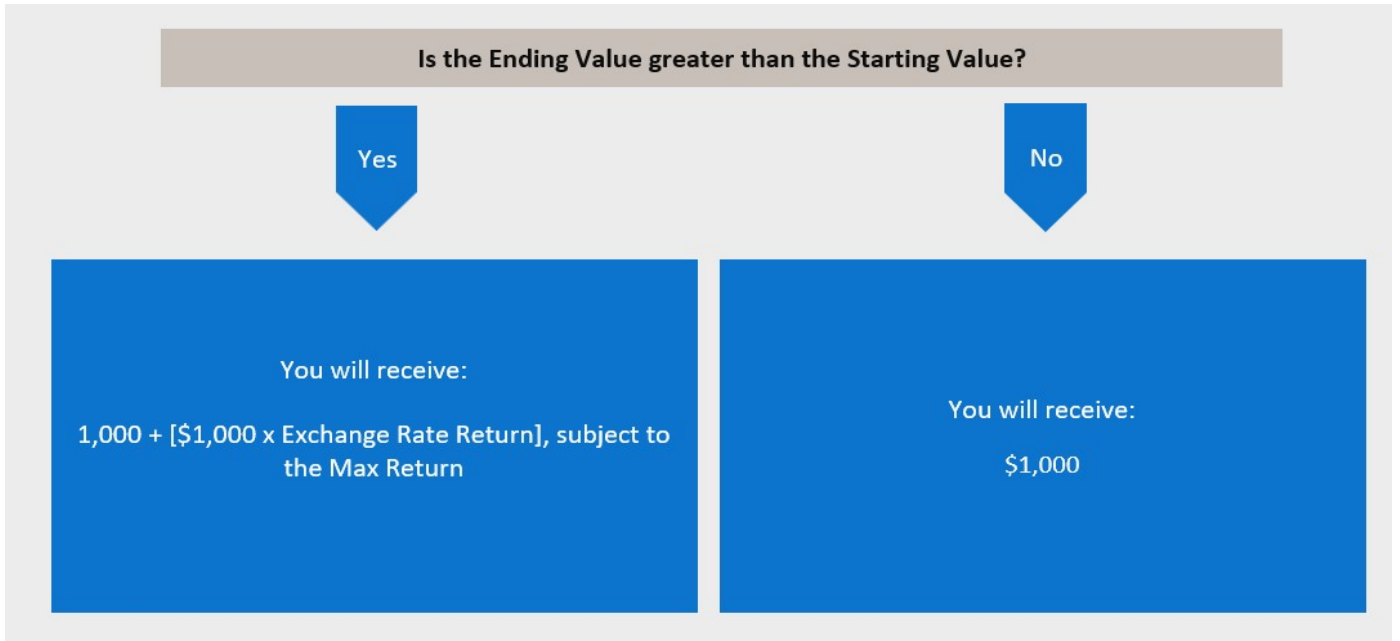 Is the Ending Value greater than the Starting Value?
Yes
No
You will receive:
1,000 + [$1,000 x Exchange Rate Return], subject to
the Max Return
You will receive:
$1,000